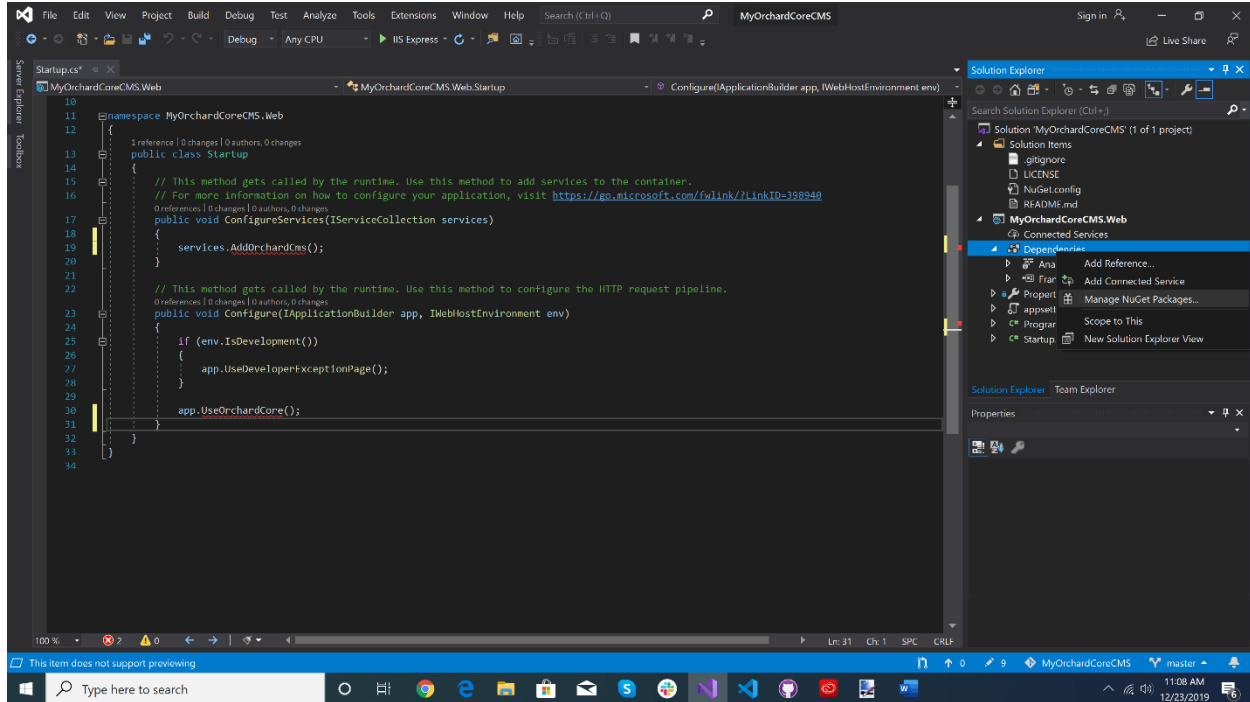 File Edit View Project Build Debug Test Analyze Tools Extensions Window Help Search (Ctrl+Q) MyOrchardCoreCMS Sign in
Debug Any CPU IIS Express Live Share
Server Explorer
Toolbox
Startup.cs*
MyOrchardCoreCMS.Web MyOrchardCoreCMS.Web.Startup Configure(IApplicationBuilder app, IWebHostEnvironment env)
10
11 namespace MyOrchardCoreCMS.Web
12 {
1 reference | 0 changes | 0 authors, 0 changes
13 public class Startup
14 {
15 // This method gets called by the runtime. Use this method to add services to the container.
16 // For more information on how to configure your application, visit https://go.microsoft.com/fwlink/?LinkID=398940
0 references | 0 changes | 0 authors, 0 changes
17 public void ConfigureServices(IServiceCollection services)
18 {
19 services.AddOrchardCms();
20 }
21
22 // This method gets called by the runtime. Use this method to configure the HTTP request pipeline.
0 references | 0 changes | 0 authors, 0 changes
23 public void Configure(IApplicationBuilder app, IWebHostEnvironment env)
24 {
25 if (env.IsDevelopment())
26 {
27 app.UseDeveloperExceptionPage();
28 }
29
30 app.UseOrchardCore();
31 }
32 }
33 }
34
100 % 2 0 Ln: 31 Ch: 1 SPC CRLF
Solution Explorer
Search Solution Explorer (Ctrl+;)
Solution 'MyOrchardCoreCMS' (1 of 1 project)
Solution Items
.gitignore
LICENSE
NuGet.config
README.md
MyOrchardCoreCMS.Web
Connected Services
Dependencies
Ana
Fran
Propert
appsett
Program
Startup.
Add Reference...
Add Connected Service
Manage NuGet Packages...
Scope to This
New Solution Explorer View
Solution Explorer Team Explorer
Properties
This item does not support previewing 0 9 MyOrchardCoreCMS master
Type here to search 11:08 AM
12/23/2019 6